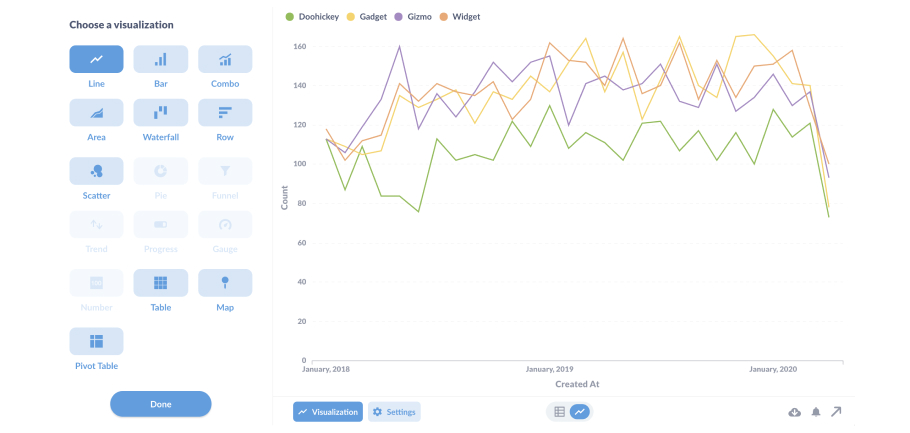 Choose a visualization
Line Bar Combo
Area Waterfall Row
Scatter Pie Funnel
Trend Progress Gauge
Number Table Map
Pivot Table
Done
Doohickey Gadget Gizmo Widget
160
140
120
100
80
60
40
20
0
Count
January, 2018 January, 2019 January, 2020
Created At
Visualization Settings